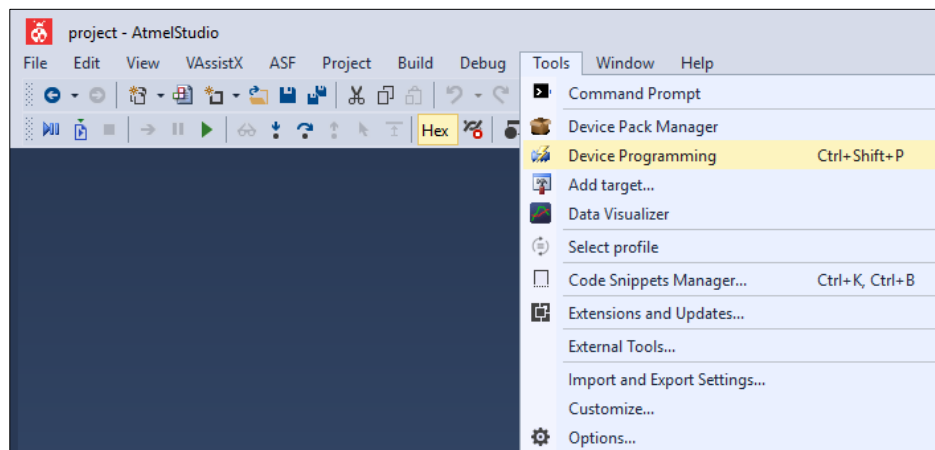 project - AtmelStudio
File Edit View VAssistX ASF Project Build Debug Tools Window Help
Command Prompt
Hex
Device Pack Manager
Device Programming Ctrl+Shift+P
Add target...
Data Visualizer
Select profile
Code Snippets Manager... Ctrl+K, Ctrl+B
Extensions and Updates...
External Tools...
Import and Export Settings...
Customize...
Options...